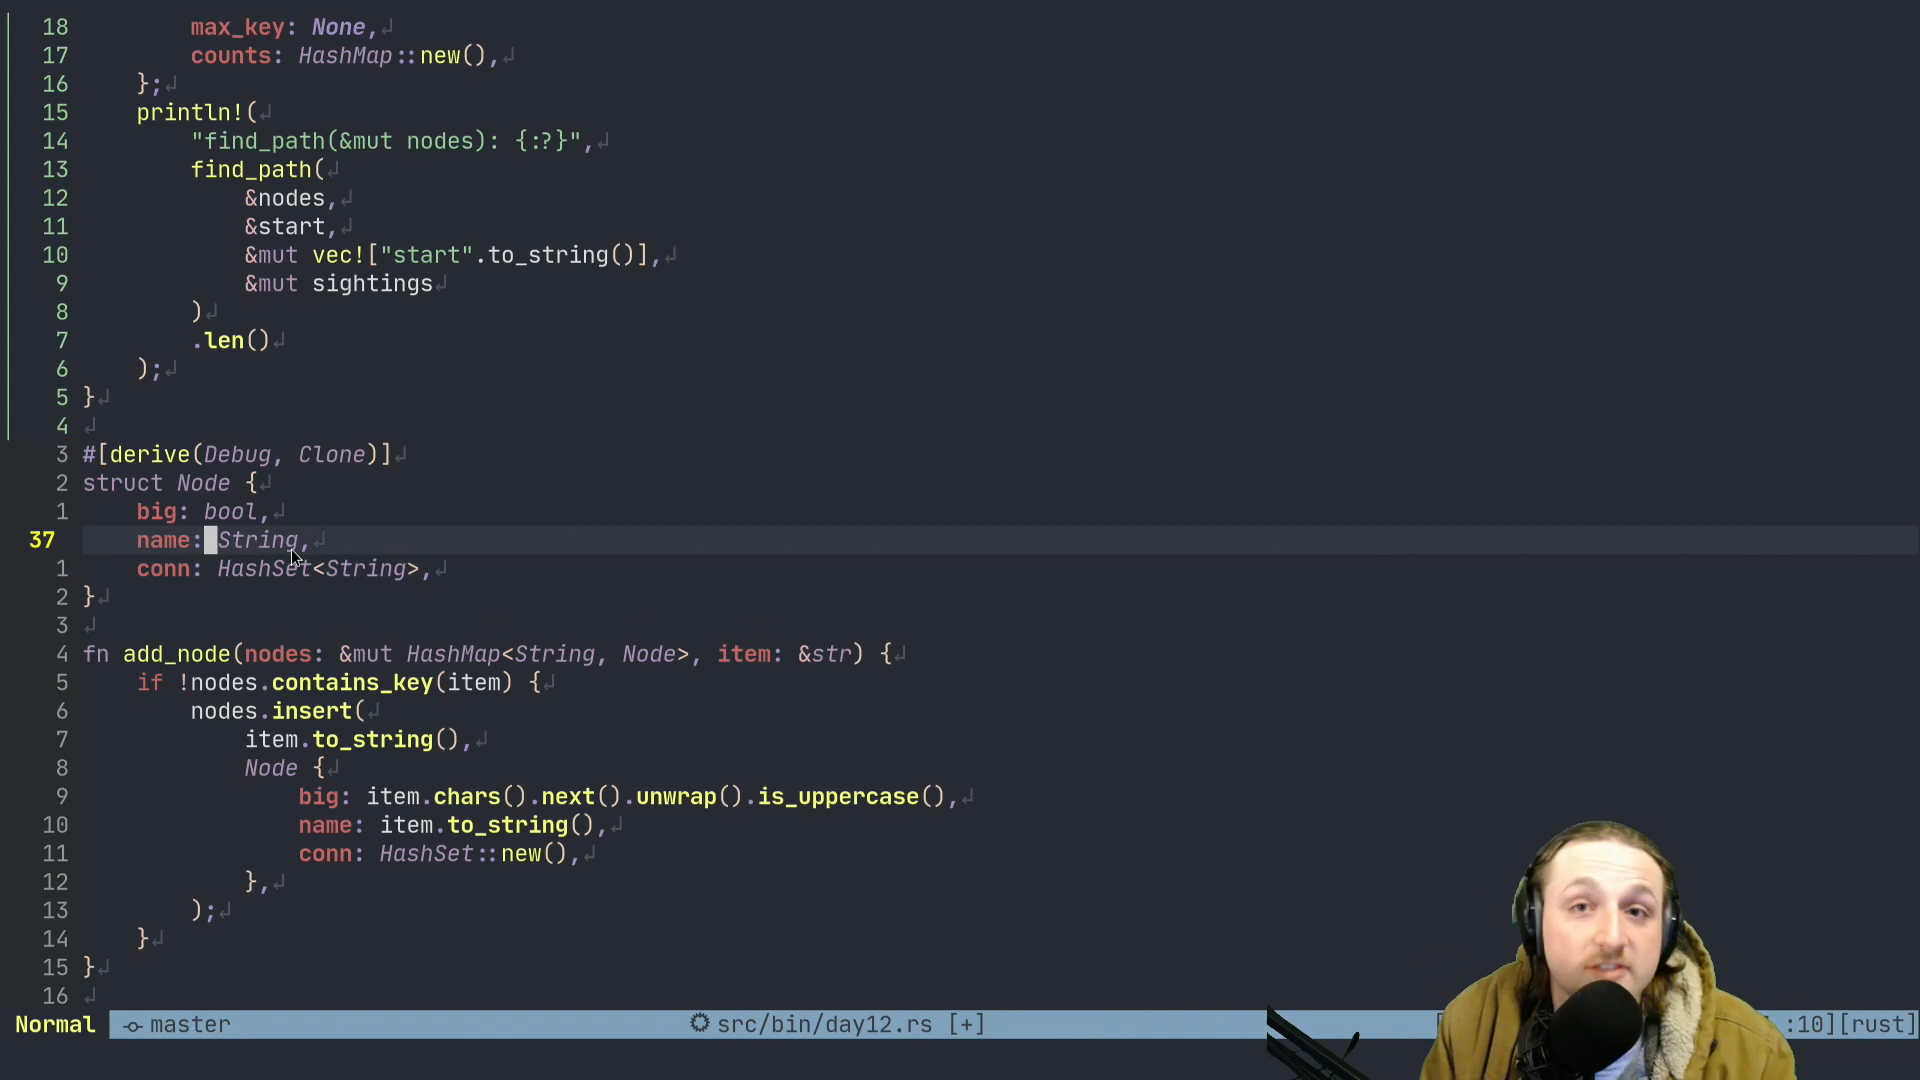 18 max_key: None,↲
17 counts: HashMap::new(),↲
16 };↲
15 println!(↲
14 "find_path(&mut nodes): {:?}",↲
13 find_path(↲
12 &nodes,↲
11 &start,↲
10 &mut vec!["start".to_string()],↲
9 &mut sightings↲
8 )↲
7 .len()↲
6 );↲
5 }↲
4 ↲
3 #[derive(Debug, Clone)]↲
2 struct Node {↲
1 big: bool,↲
37 name: String,↲
1 conn: HashSet<String>,↲
2 }↲
3 ↲
4 fn add_node(nodes: &mut HashMap<String, Node>, item: &str) {↲
5 if !nodes.contains_key(item) {↲
6 nodes.insert(↲
7 item.to_string(),↲
8 Node {↲
9 big: item.chars().next().unwrap().is_uppercase(),↲
10 name: item.to_string(),↲
11 conn: HashSet::new(),↲
12 },↲
13 );↲
14 }↲
15 }↲
16 ↲
Normal master src/bin/day12.rs [+] [ :10][rust]